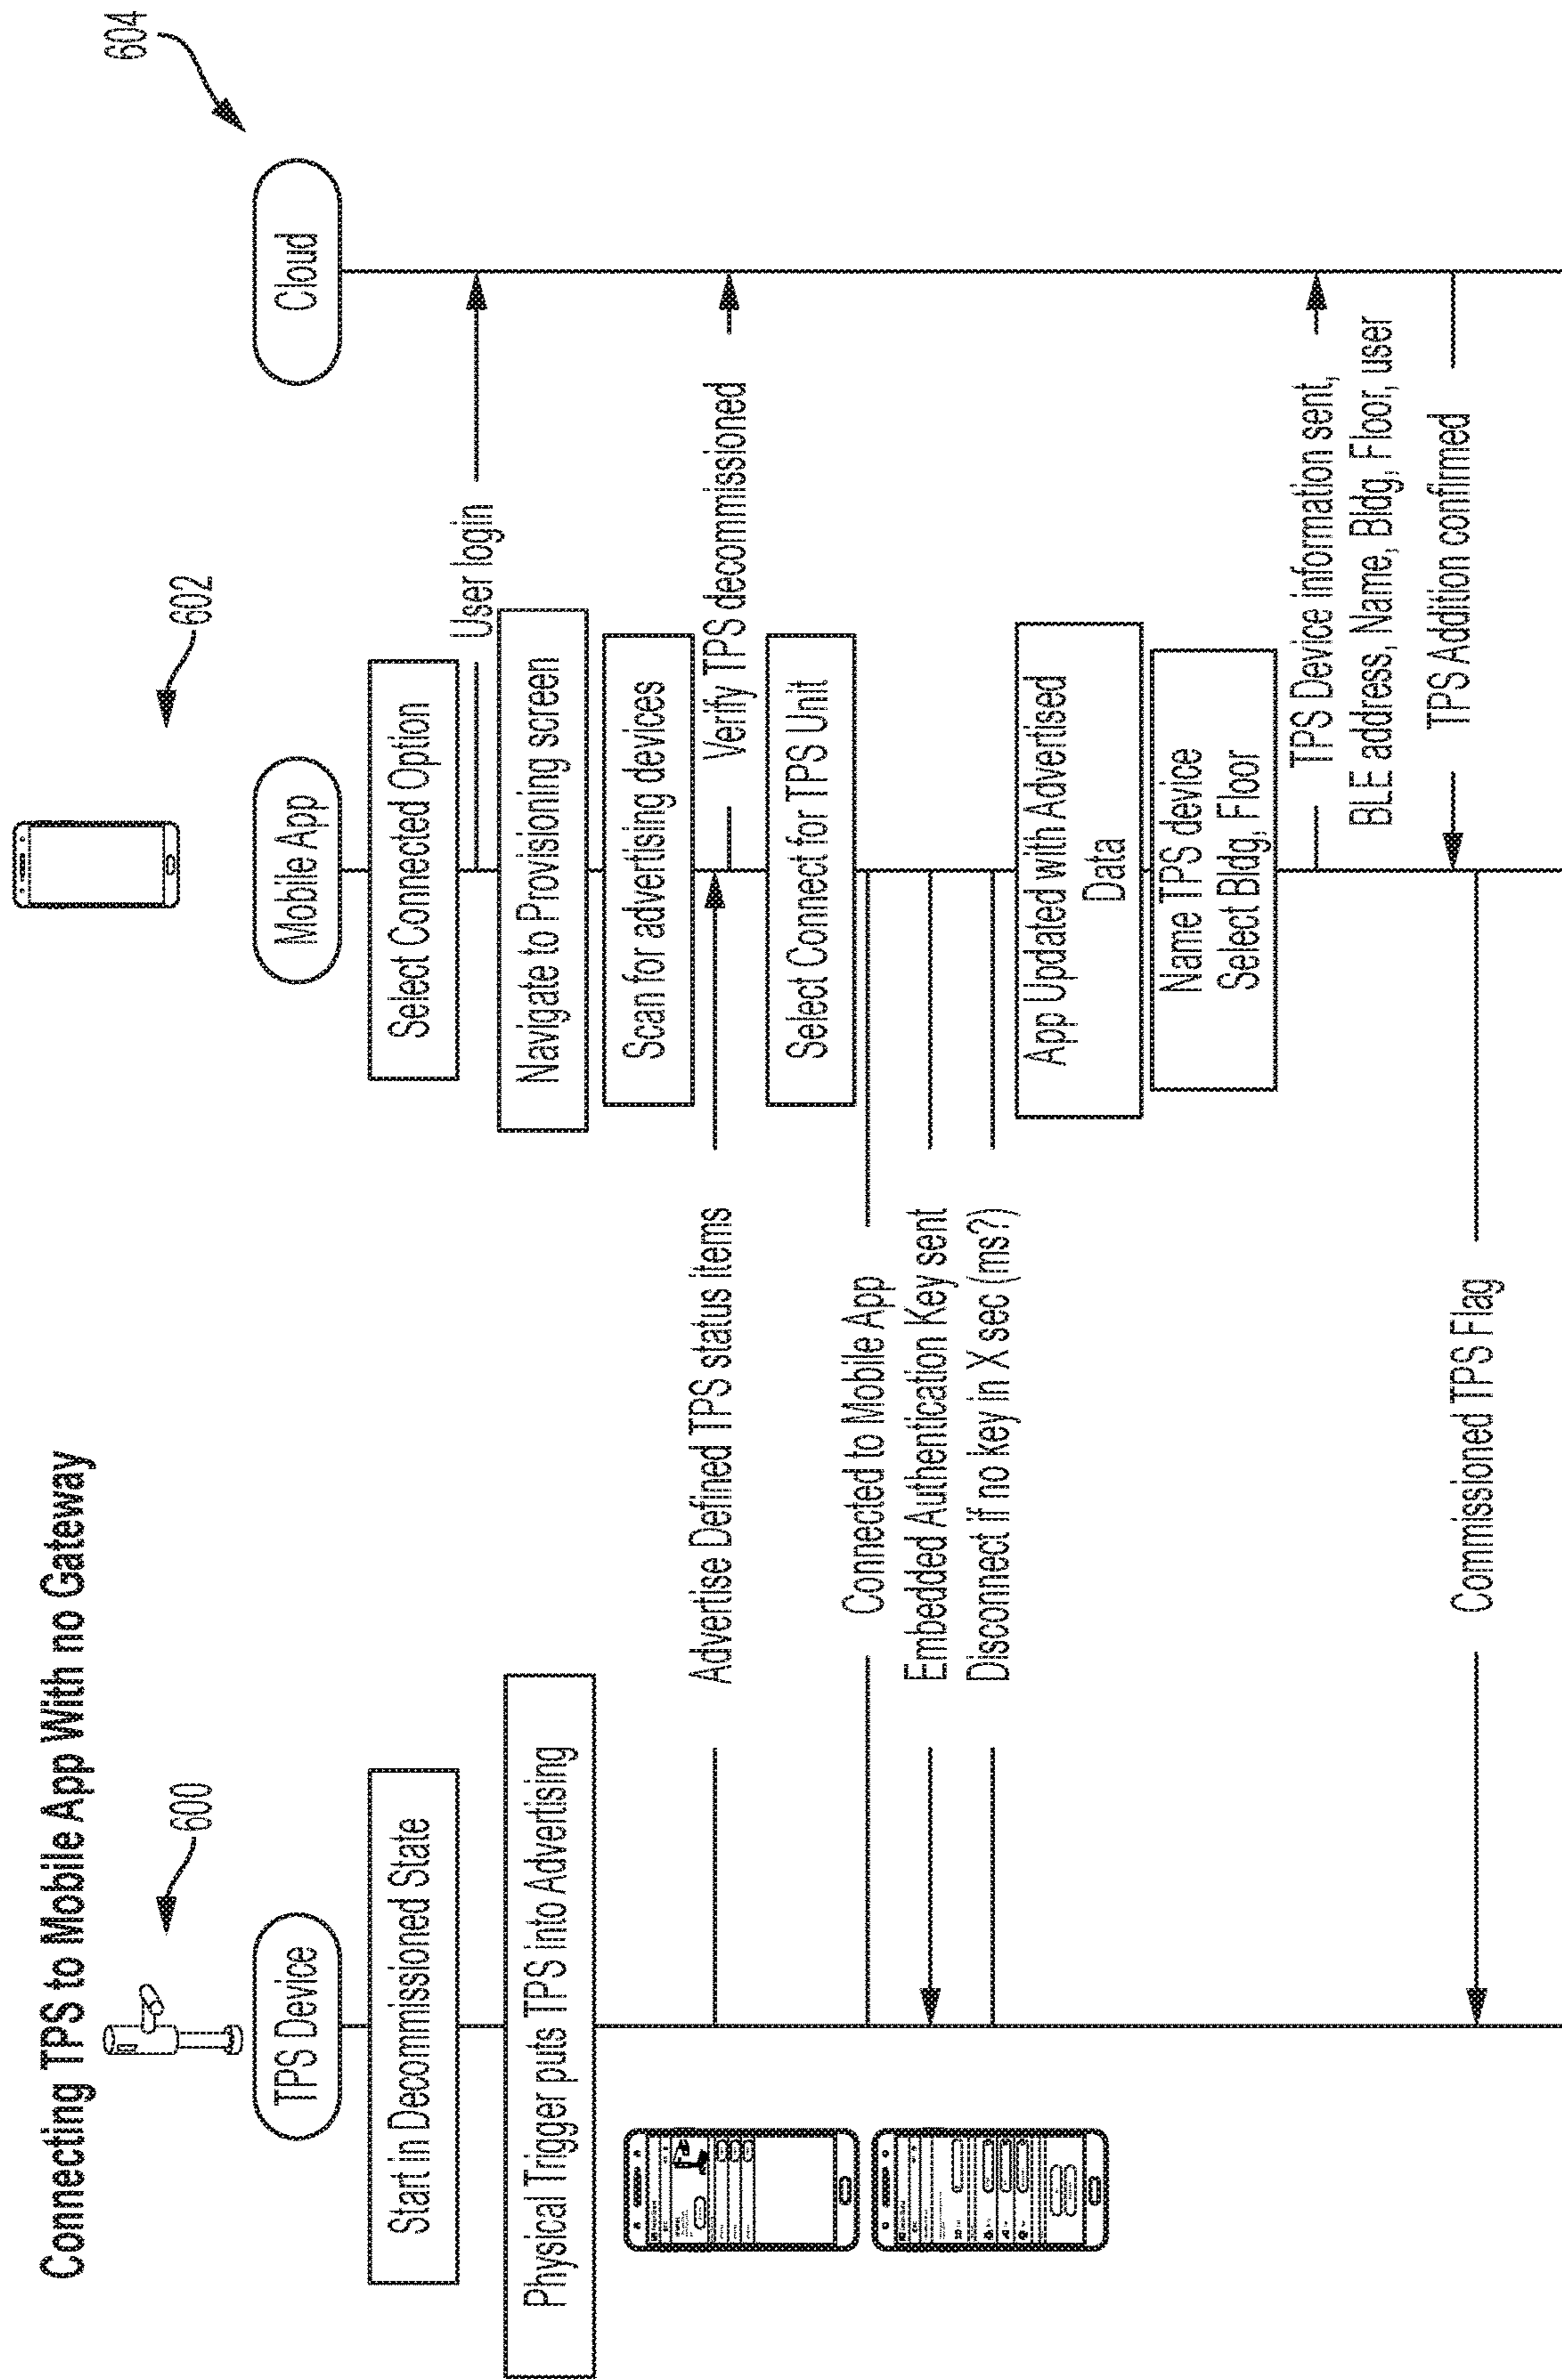 Connecting TPS to Mobile App With no Gateway
600
602
604
TPS Device
Mobile App
Cloud
Start in Decommissioned State
Select Connected Option
User login
Physical Trigger puts TPS into Advertising
Navigate to Provisioning screen
Scan for advertising devices
Advertise Defined TPS status items
Verify TPS decommissioned
Select Connect for TPS Unit
Connected to Mobile App
Embedded Authentication Key sent
Disconnect if no key in X sec (ms?)
App Updated with Advertised
Data
Name TPS device
Select Bldg, Floor
TPS Device information sent,
BLE address, Name, Bldg, Floor, user
TPS Addition confirmed
Commissioned TPS Flag